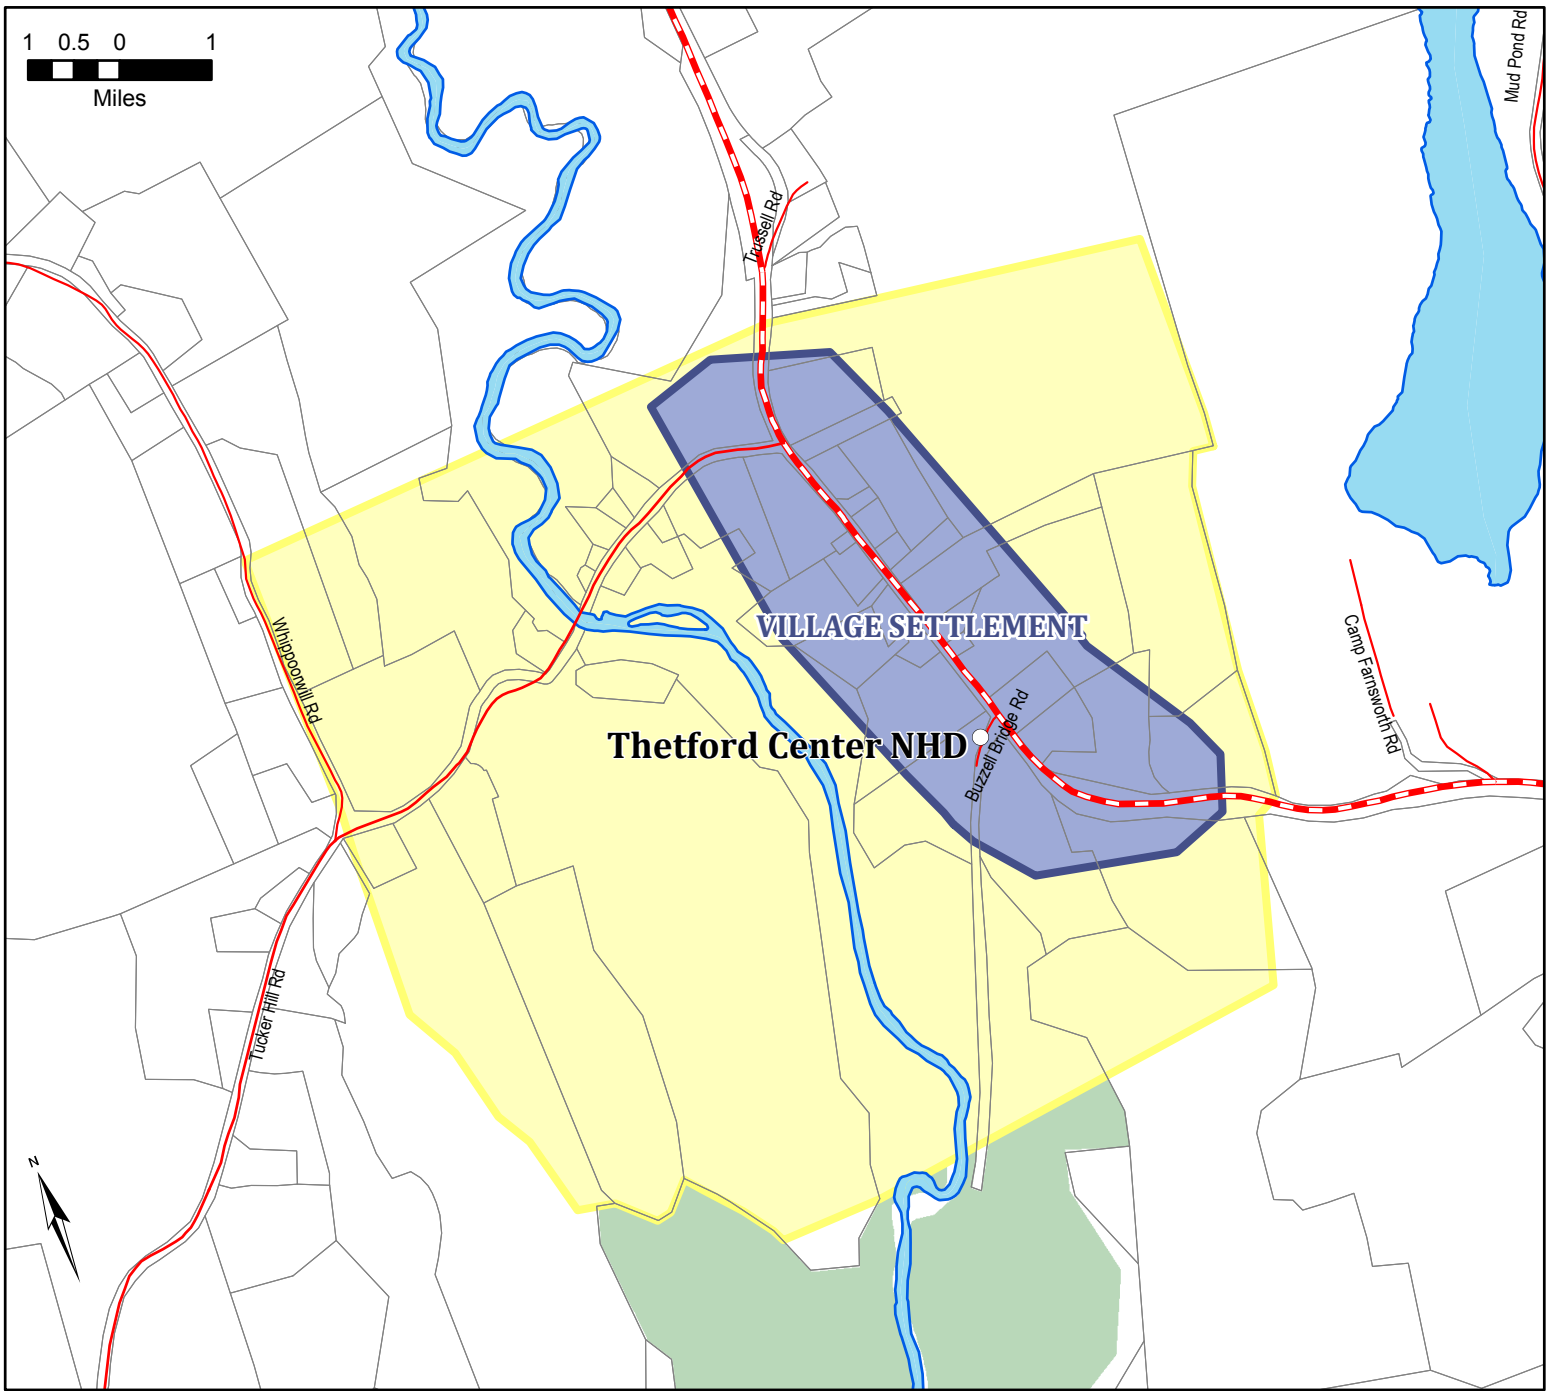 1 0.5 0 1
Miles
Mud Pond Rd
Trussell Rd
Whippoorwill Rd
VILLAGE SETTLEMENT
Camp Farnsworth Rd
Thetford Center NHD
Buzzell Bridge Rd
Tucker Hill Rd
N